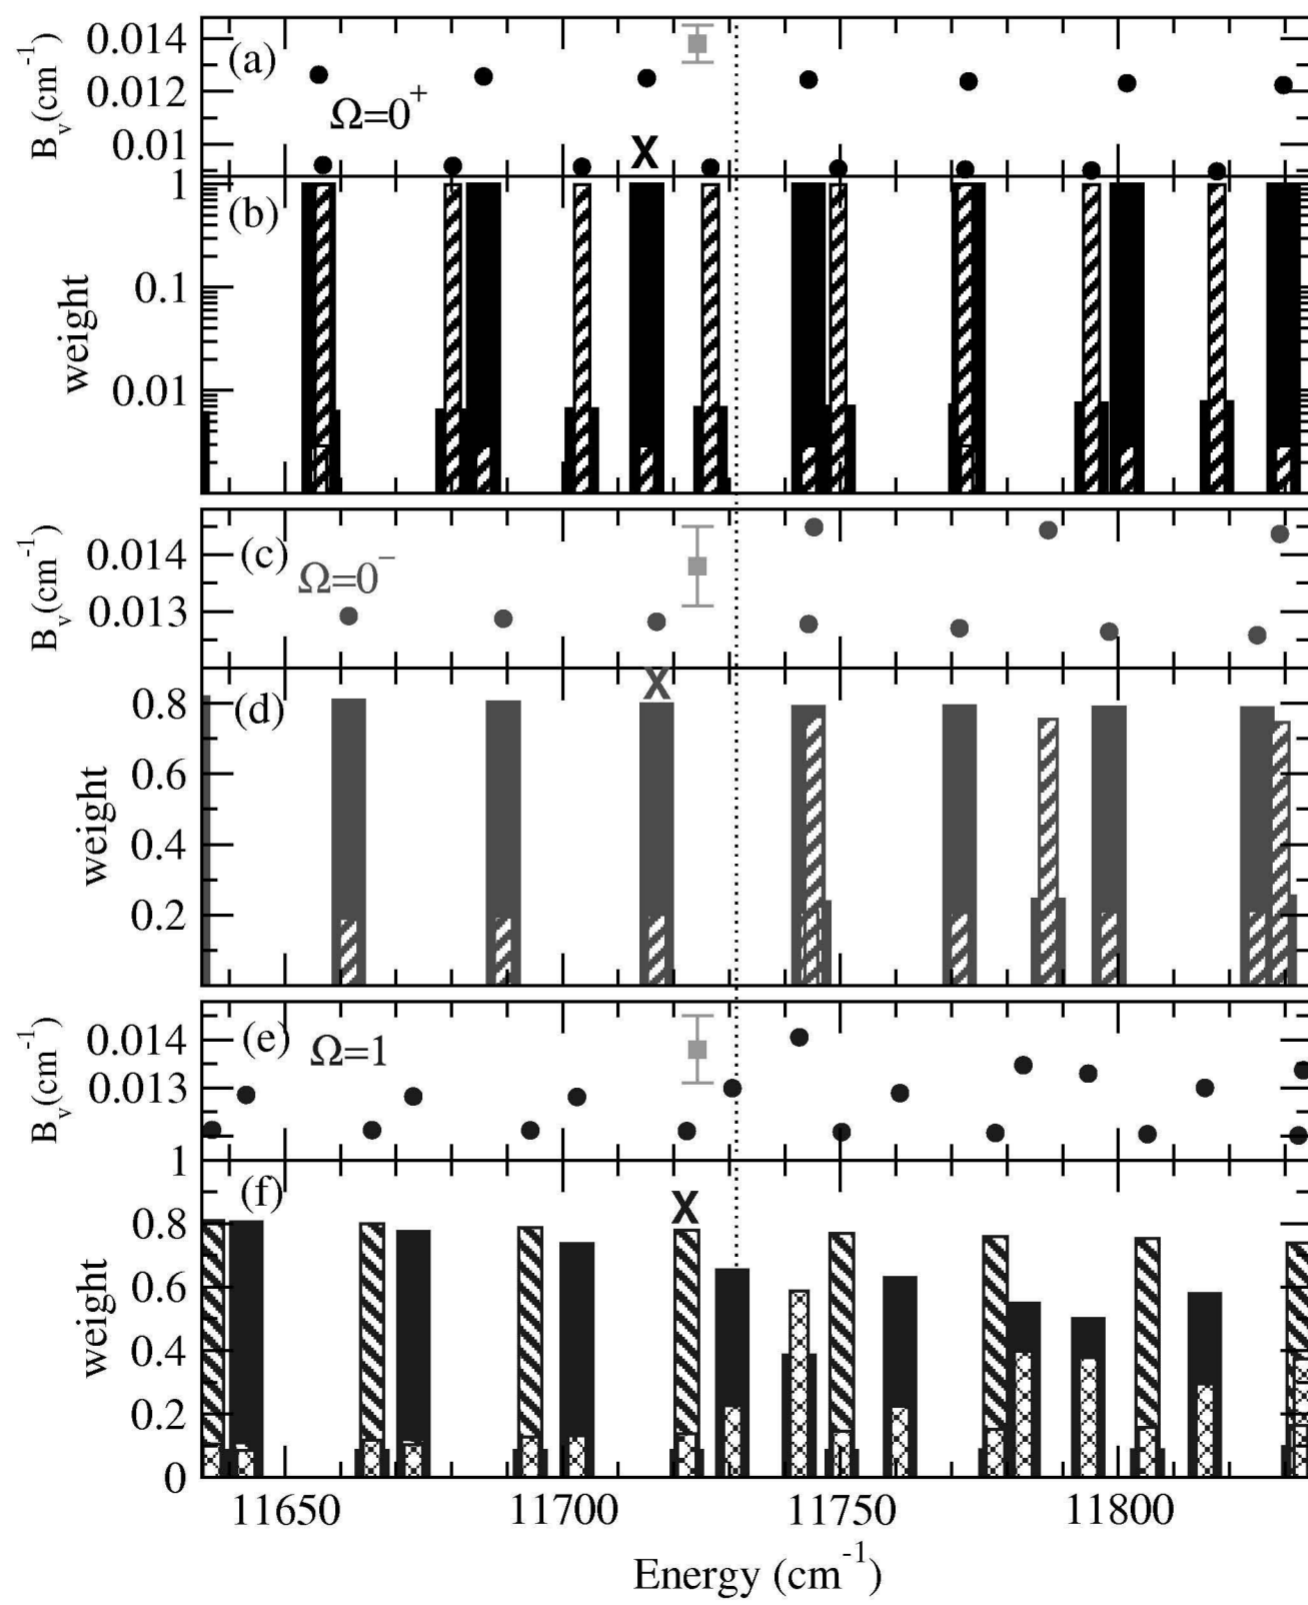 0.014
0.012
0.01
B_v(cm^-1)
(a)
Ω=0^+
X
1
0.1
0.01
weight
(b)
0.014
0.013
B_v(cm^-1)
(c)
Ω=0^−
X
0.8
0.6
0.4
0.2
weight
(d)
0.014
0.013
B_v(cm^-1)
(e)
Ω=1
X
1
0.8
0.6
0.4
0.2
0
weight
(f)
11650 11700 11750 11800
Energy (cm^-1)